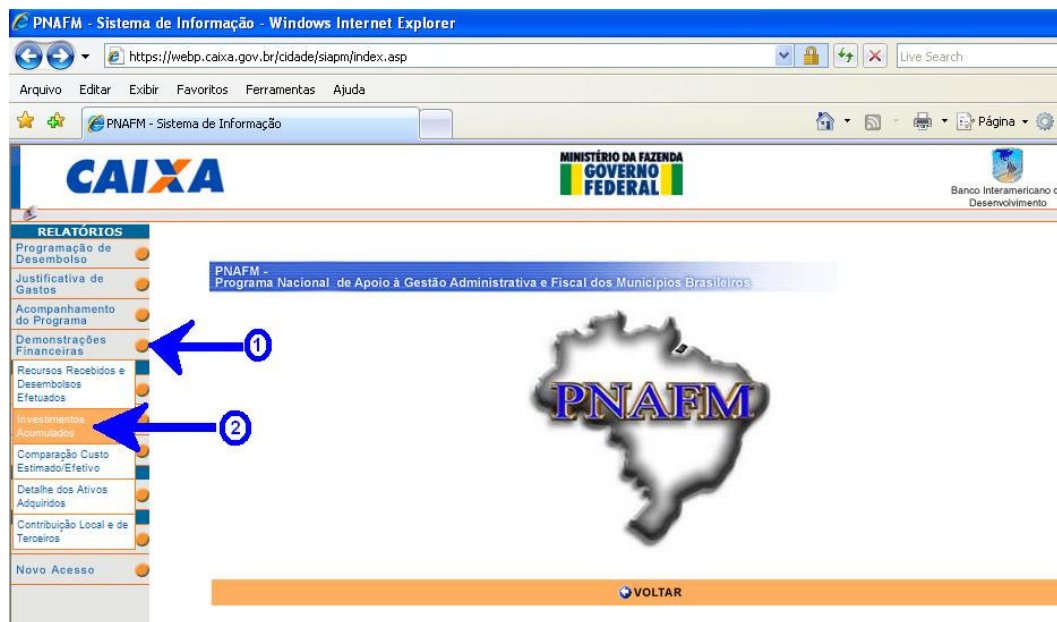 PNAFM - Sistema de Informação - Windows Internet Explorer
https://webp.caixa.gov.br/cidade/siapm/index.asp
Live Search
Arquivo Editar Exibir Favoritos Ferramentas Ajuda
PNAFM - Sistema de Informação
Página
CAIXA
MINISTÉRIO DA FAZENDA
GOVERNO
FEDERAL
Banco Interamericano
Desenvolvimento
RELATÓRIOS
Programação de
Desembolso
Justificativa de
Gastos
Acompanhamento
do Programa
Demonstrações
Financeiras
1
Recursos Recebidos e
Desembolsos
Efetuados
Investimentos
Acumulados
2
Comparação Custo
Estimado/Efetivo
Detalhe dos Ativos
Adquiridos
Contribuição Local e de
Terceiros
Novo Acesso
PNAFM -
Programa Nacional de Apoio à Gestão Administrativa e Fiscal dos Municípios Brasileiros
PNAFM
VOLTAR